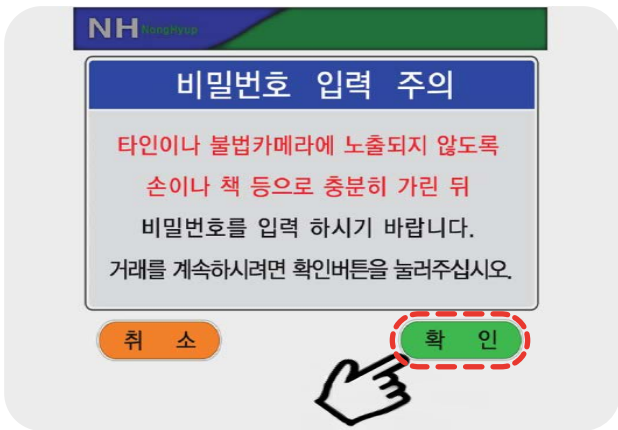 NH NongHyup
비밀번호 입력 주의
타인이나 불법카메라에 노출되지 않도록
손이나 책 등으로 충분히 가린 뒤
비밀번호를 입력 하시기 바랍니다.
거래를 계속하시려면 확인버튼을 눌러주십시오.
취 소
확 인